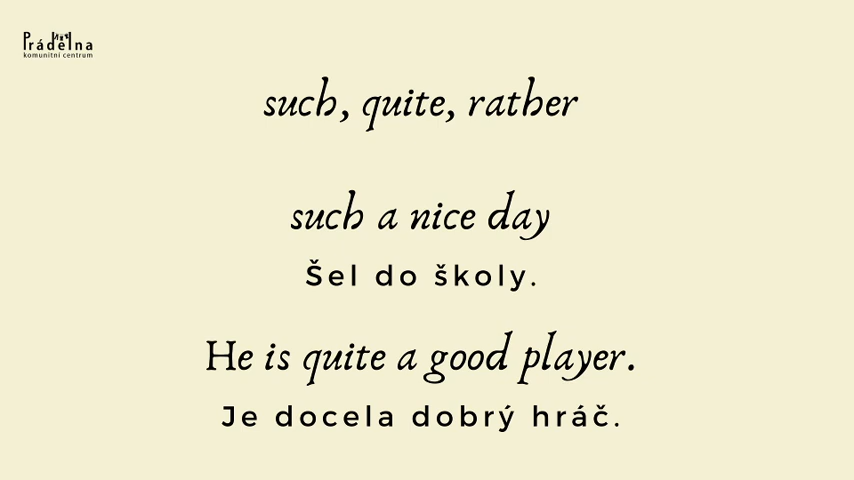 Prádelna
komunitní centrum
such, quite, rather
such a nice day
Šel do školy.
He is quite a good player.
Je docela dobrý hráč.